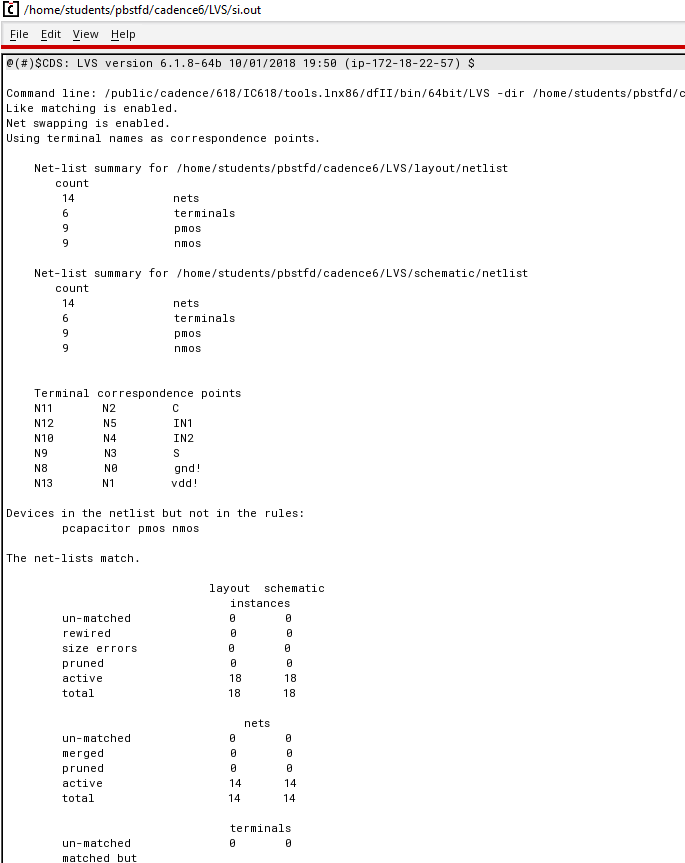 /home/students/pbstfd/cadence6/LVS/si.out
File Edit View Help
@(#)$CDS: LVS version 6.1.8-64b 10/01/2018 19:50 (ip-172-18-22-57) $
Command line: /public/cadence/618/IC618/tools.lnx86/dfII/bin/64bit/LVS -dir /home/students/pbstfd/c
Like matching is enabled.
Net swapping is enabled.
Using terminal names as correspondence points.
Net-list summary for /home/students/pbstfd/cadence6/LVS/layout/netlist
count
14 nets
6 terminals
9 pmos
9 nmos
Net-list summary for /home/students/pbstfd/cadence6/LVS/schematic/netlist
count
14 nets
6 terminals
9 pmos
9 nmos
Terminal correspondence points
N11 N2 C
N12 N5 IN1
N10 N4 IN2
N9 N3 S
N8 N0 gnd!
N13 N1 vdd!
Devices in the netlist but not in the rules:
pcapacitor pmos nmos
The net-lists match.
layout schematic
instances
un-matched 0 0
rewired 0 0
size errors 0 0
pruned 0 0
active 18 18
total 18 18
nets
un-matched 0 0
merged 0 0
pruned 0 0
active 14 14
total 14 14
terminals
un-matched 0 0
matched but